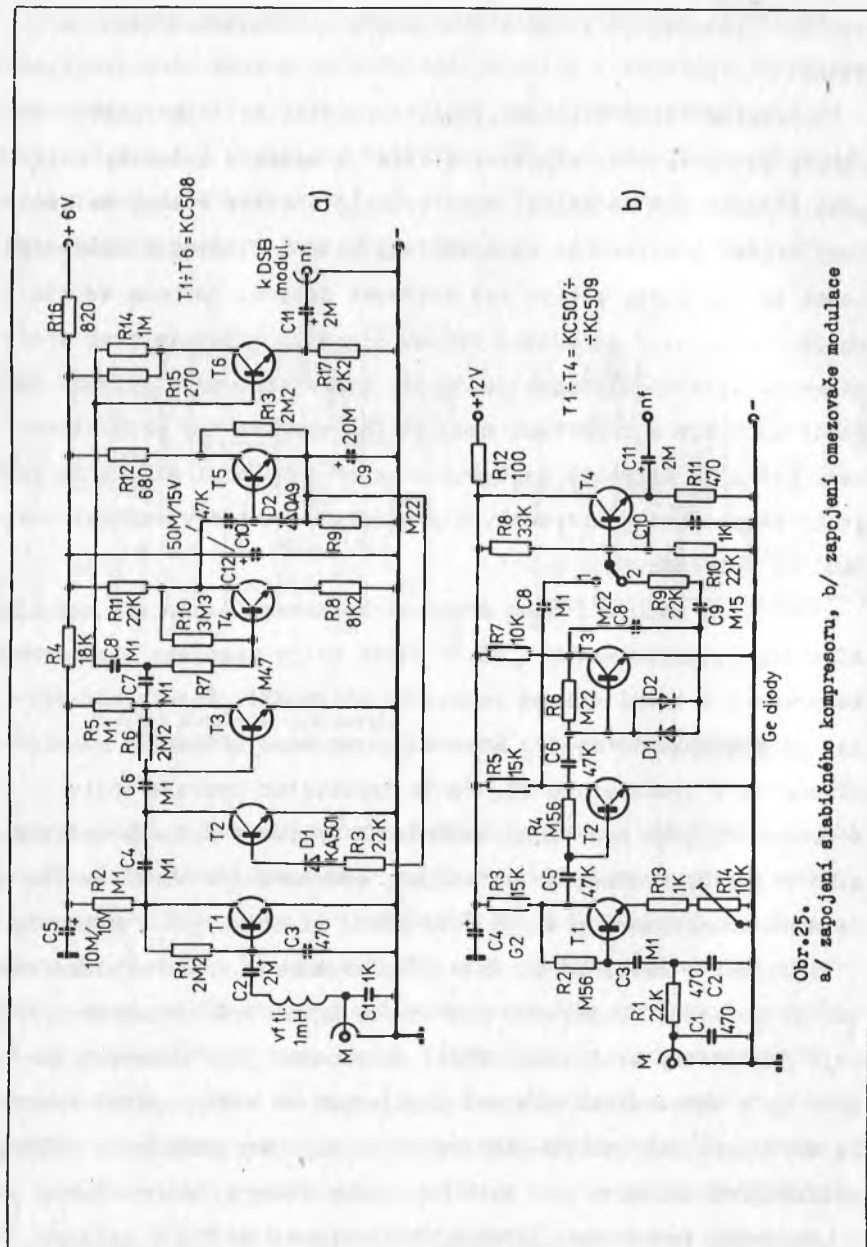 + 6V
R16
820
T1÷T6=KC508
k DSB
modul.
nf
C11
2M
a)
R14
1M
R15
270
T6
R17
2K2
R12
680
R13
2M2
T5
200M
C9
50M/15V
47K
D2
R9
M22
C12
C10
R11
22K
R10
3M3
T4
R8
8K2
R4
18K
C8
M1
C7
M1
R7
M47
R5
M1
R6
2M2
T3
C6
M1
T2
D1
KA501
R3
220K
C4
M1
R2
M1
C5
10M/10V
R1
2M2
T1
C2
2M
C3
470
vf tl
1mH
M
C1
1K
-
+12 V
R12
100
T1÷T4=KC507÷
÷KC509
nf
C11
2M
b)
R8
33K
T4
C10
1K
R11
470
R10
22K
C8
M1
1
2
M22
C8
R9
22K
C9
M15
R7
10K
T3
R6
M22
D1
D2
Ge diody
R5
15K
C6
47K
R4
M56
R3
15K
C5
47K
C4
G2
R2
M56
T1
R13
1K
R14
10K
C3
M1
R1
22K
470
C2
M
C1
470
-
Obr.25.
a/ zapojení slabičného kompresoru, b/ zapojení omezovače modulace